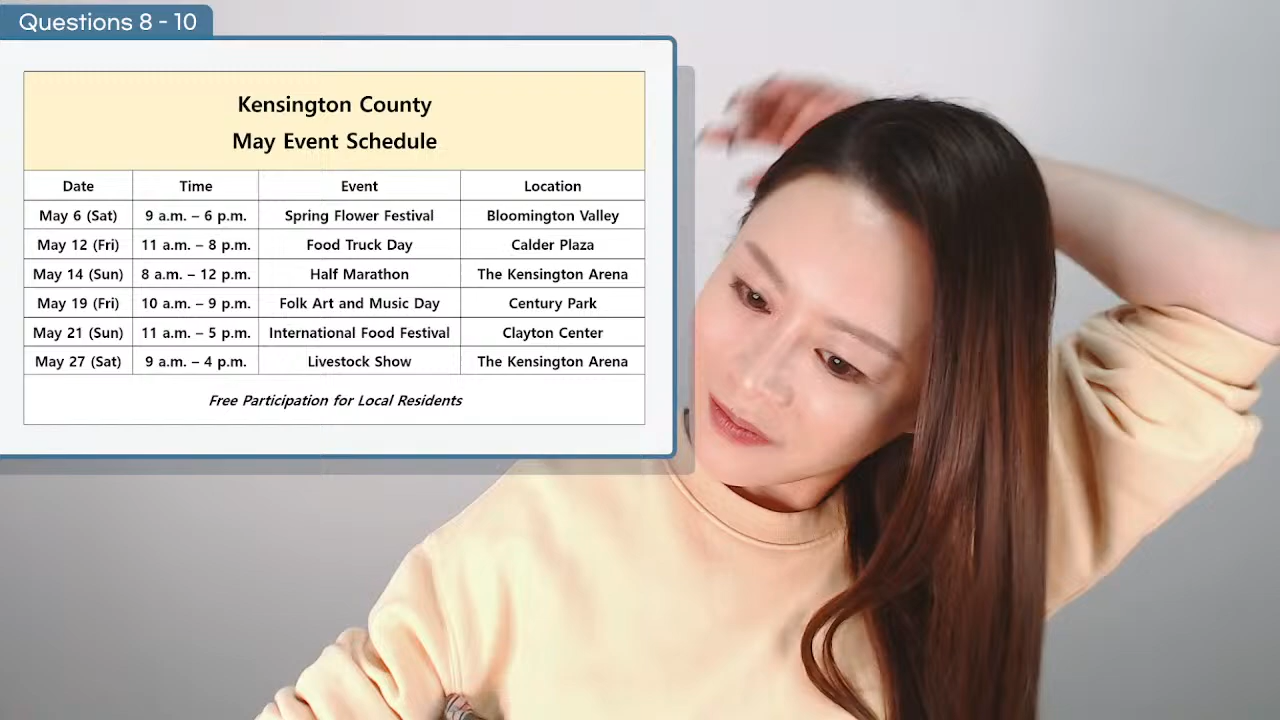 Questions 8 - 10
Kensington County
May Event Schedule
Date Time Event Location
May 6 (Sat) 9 a.m. – 6 p.m. Spring Flower Festival Bloomington Valley
May 12 (Fri) 11 a.m. – 8 p.m. Food Truck Day Calder Plaza
May 14 (Sun) 8 a.m. – 12 p.m. Half Marathon The Kensington Arena
May 19 (Fri) 10 a.m. – 9 p.m. Folk Art and Music Day Century Park
May 21 (Sun) 11 a.m. – 5 p.m. International Food Festival Clayton Center
May 27 (Sat) 9 a.m. – 4 p.m. Livestock Show The Kensington Arena
Free Participation for Local Residents